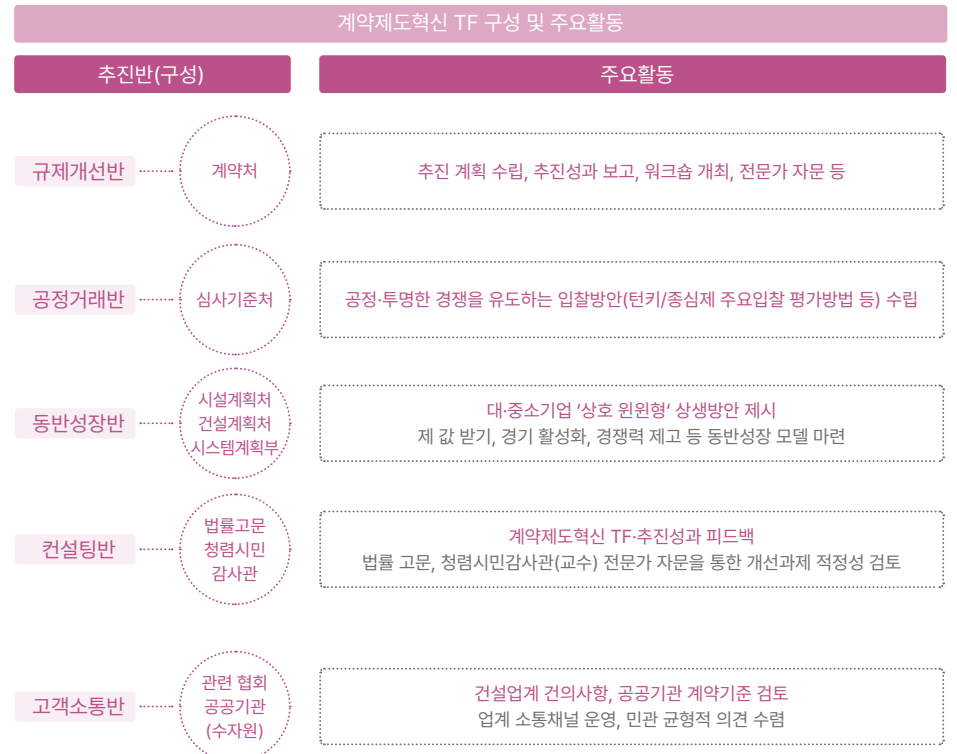 계약제도혁신 TF 구성 및 주요활동
추진반(구성)
주요활동
규제개선반
계약처
추진 계획 수립, 추진성과 보고, 워크숍 개최, 전문가 자문 등
공정거래반
심사기준처
공정·투명한 경쟁을 유도하는 입찰방안(턴키/종심제 주요입찰 평가방법 등) 수립
동반성장반
시설계획처
건설계획처
시스템계획부
대·중소기업 ‘상호 윈윈형‘ 상생방안 제시
제 값 받기, 경기 활성화, 경쟁력 제고 등 동반성장 모델 마련
컨설팅반
법률고문
청렴시민
감사관
계약제도혁신 TF·추진성과 피드백
법률 고문, 청렴시민감사관(교수) 전문가 자문을 통한 개선과제 적정성 검토
고객소통반
관련 협회
공공기관
(수자원)
건설업계 건의사항, 공공기관 계약기준 검토
업계 소통채널 운영, 민관 균형적 의견 수렴